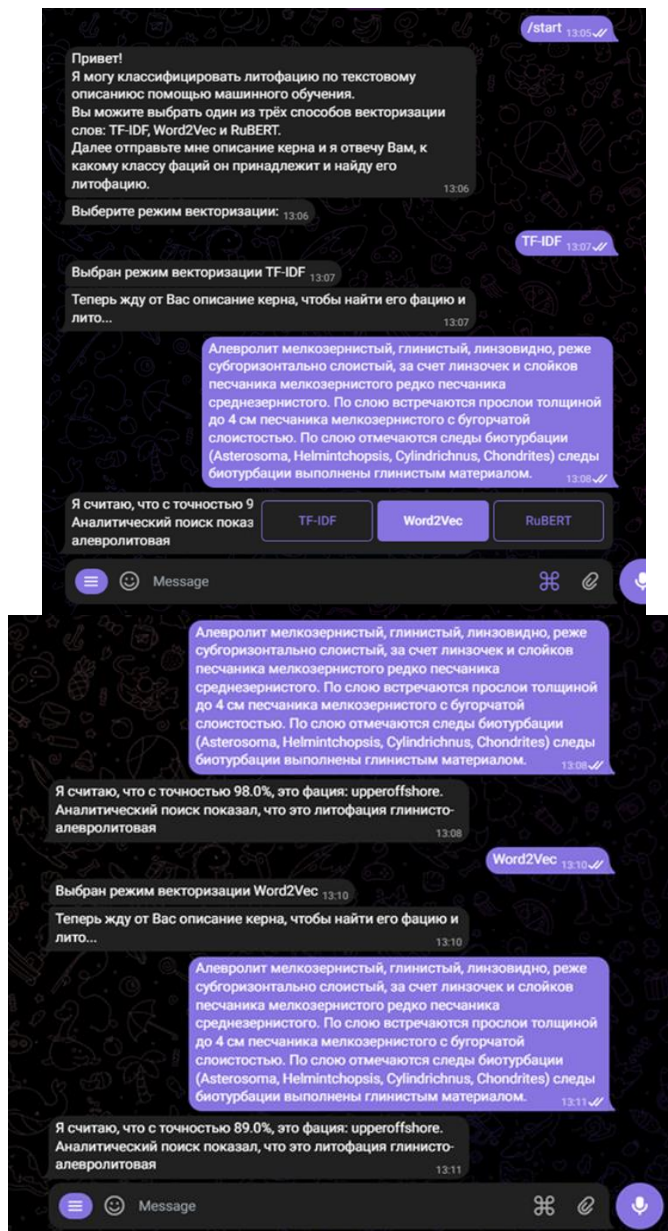 /start 13:05
Привет!
Я могу классифицировать литофацию по текстовому
описаниюс помощью машинного обучения.
Вы можите выбрать один из трёх способов векторизации
слов: TF-IDF, Word2Vec и RuBERT.
Далее отправьте мне описание керна и я отвечу Вам, к
какому классу фаций он принадлежит и найду его
литофацию.
13:06
Выберите режим векторизации: 13:06
TF-IDF 13:07
Выбран режим векторизации TF-IDF 13:07
Теперь жду от Вас описание керна, чтобы найти его фацию и
лито...
13:07
Алевролит мелкозернистый, глинистый, линзовидно, реже
субгоризонтально слоистый, за счет линзочек и слойков
песчаника мелкозернистого редко песчаника
среднезернистого. По слою встречаются прослои толщиной
до 4 см песчаника мелкозернистого с бугорчатой
слоистостью. По слою отмечаются следы биотурбации
(Asterosoma, Helmintchopsis, Cylindrichnus, Chondrites) следы
биотурбации выполнены глинистым материалом. 13:08
Я считаю, что с точностью 9
Аналитический поиск показ
алевролитовая
TF-IDF Word2Vec RuBERT
Message
Алевролит мелкозернистый, глинистый, линзовидно, реже
субгоризонтально слоистый, за счет линзочек и слойков
песчаника мелкозернистого редко песчаника
среднезернистого. По слою встречаются прослои толщиной
до 4 см песчаника мелкозернистого с бугорчатой
слоистостью. По слою отмечаются следы биотурбации
(Asterosoma, Helmintchopsis, Cylindrichnus, Chondrites) следы
биотурбации выполнены глинистым материалом. 13:08
Я считаю, что с точностью 98.0%, это фация: upperoffshore.
Аналитический поиск показал, что это литофация глинисто-
алевролитовая
13:08
Word2Vec 13:10
Выбран режим векторизации Word2Vec 13:10
Теперь жду от Вас описание керна, чтобы найти его фацию и
лито...
13:10
Алевролит мелкозернистый, глинистый, линзовидно, реже
субгоризонтально слоистый, за счет линзочек и слойков
песчаника мелкозернистого редко песчаника
среднезернистого. По слою встречаются прослои толщиной
до 4 см песчаника мелкозернистого с бугорчатой
слоистостью. По слою отмечаются следы биотурбации
(Asterosoma, Helmintchopsis, Cylindrichnus, Chondrites) следы
биотурбации выполнены глинистым материалом. 13:11
Я считаю, что с точностью 89.0%, это фация: upperoffshore.
Аналитический поиск показал, что это литофация глинисто-
алевролитовая
13:11
Message